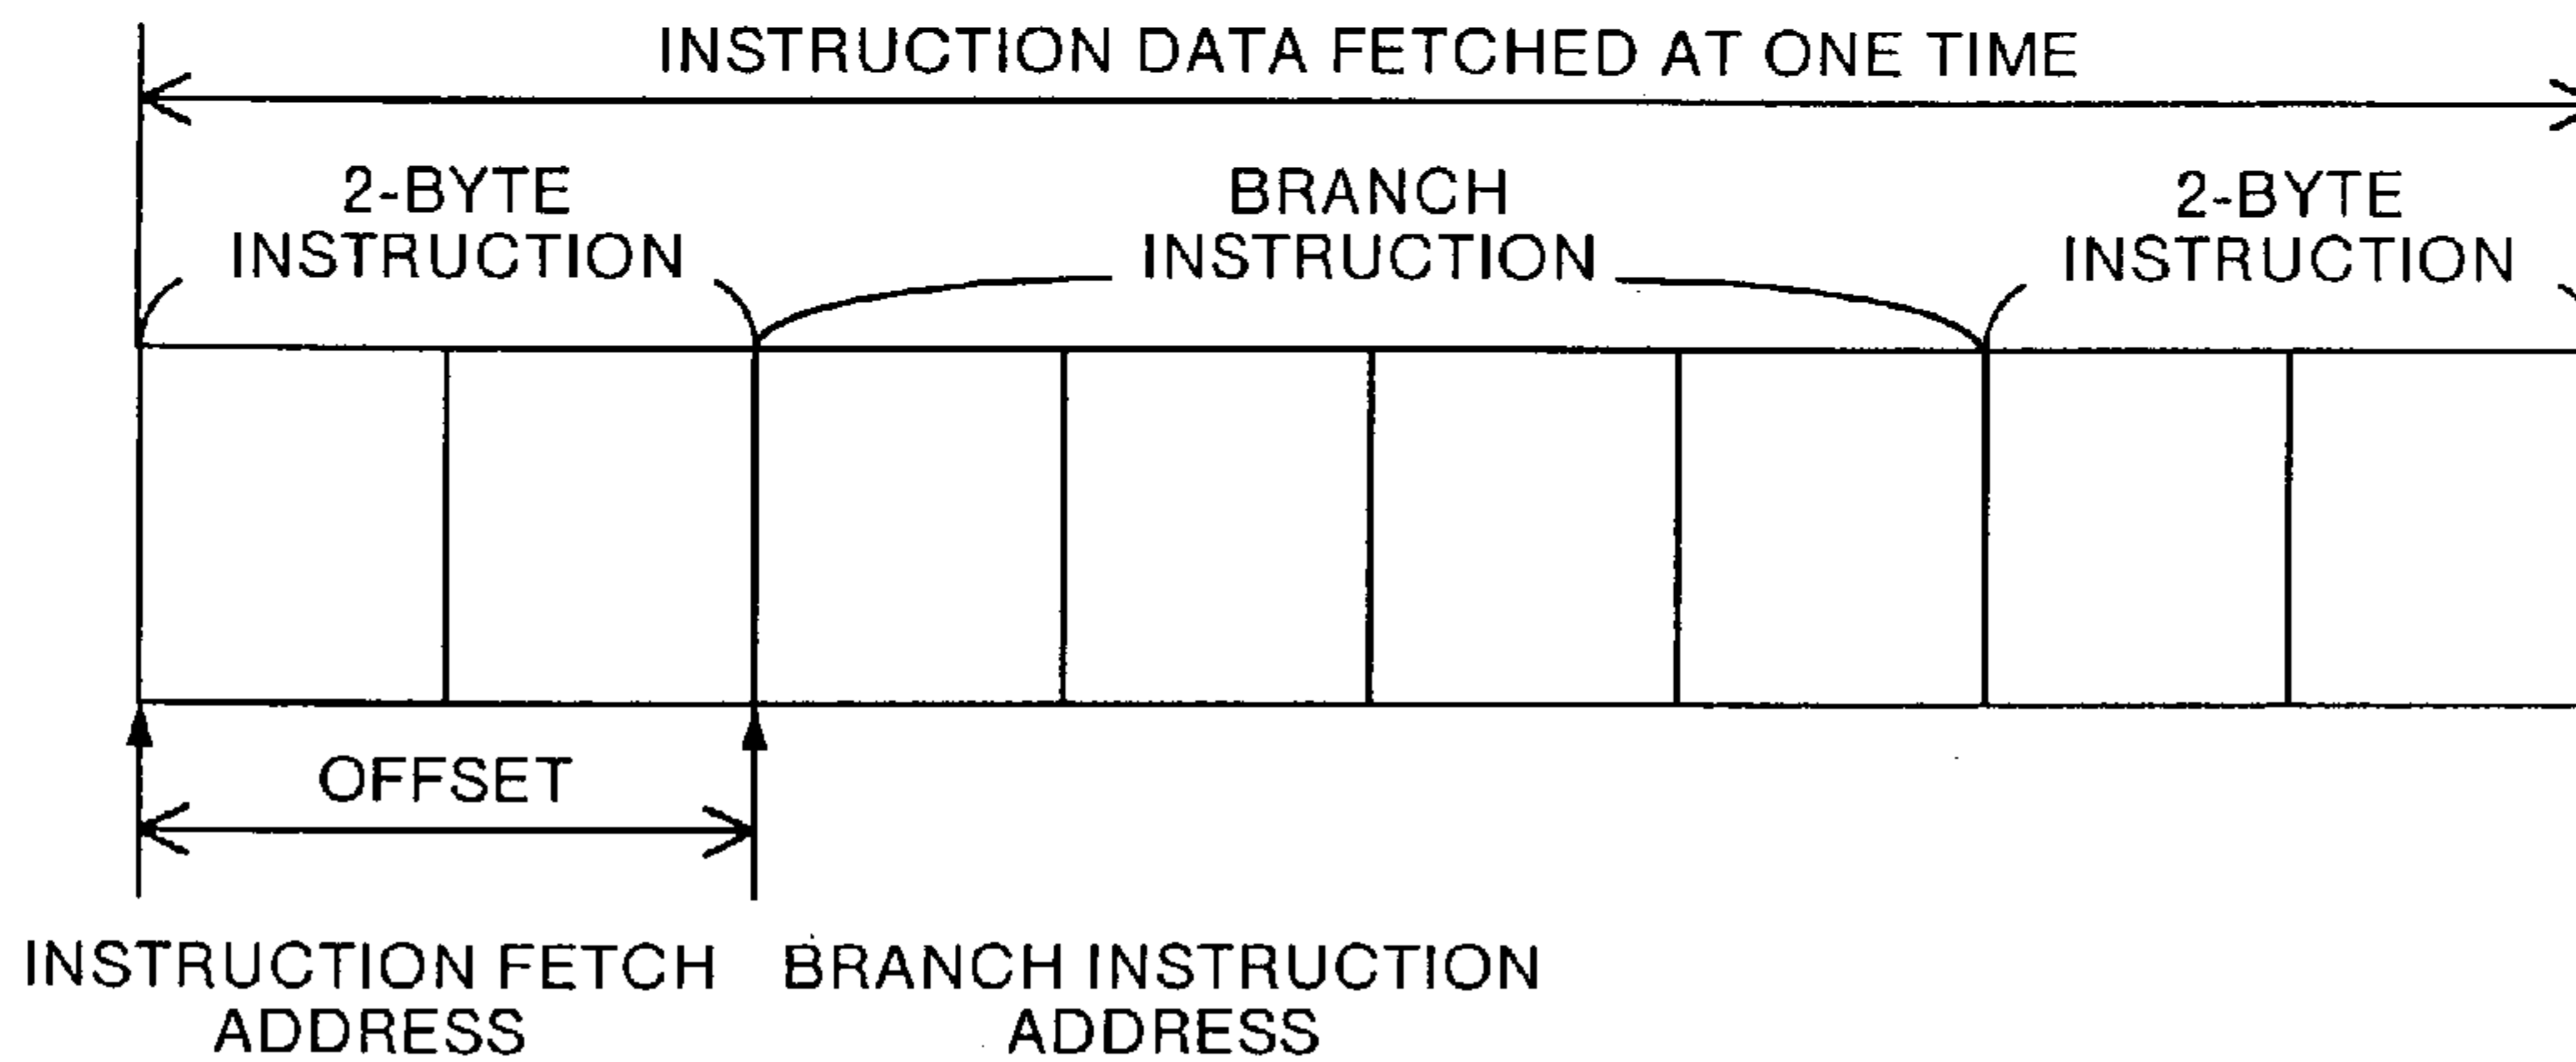 INSTRUCTION DATA FETCHED AT ONE TIME
2-BYTE
INSTRUCTION
BRANCH
INSTRUCTION
2-BYTE
INSTRUCTION
OFFSET
INSTRUCTION FETCH
ADDRESS
BRANCH INSTRUCTION
ADDRESS